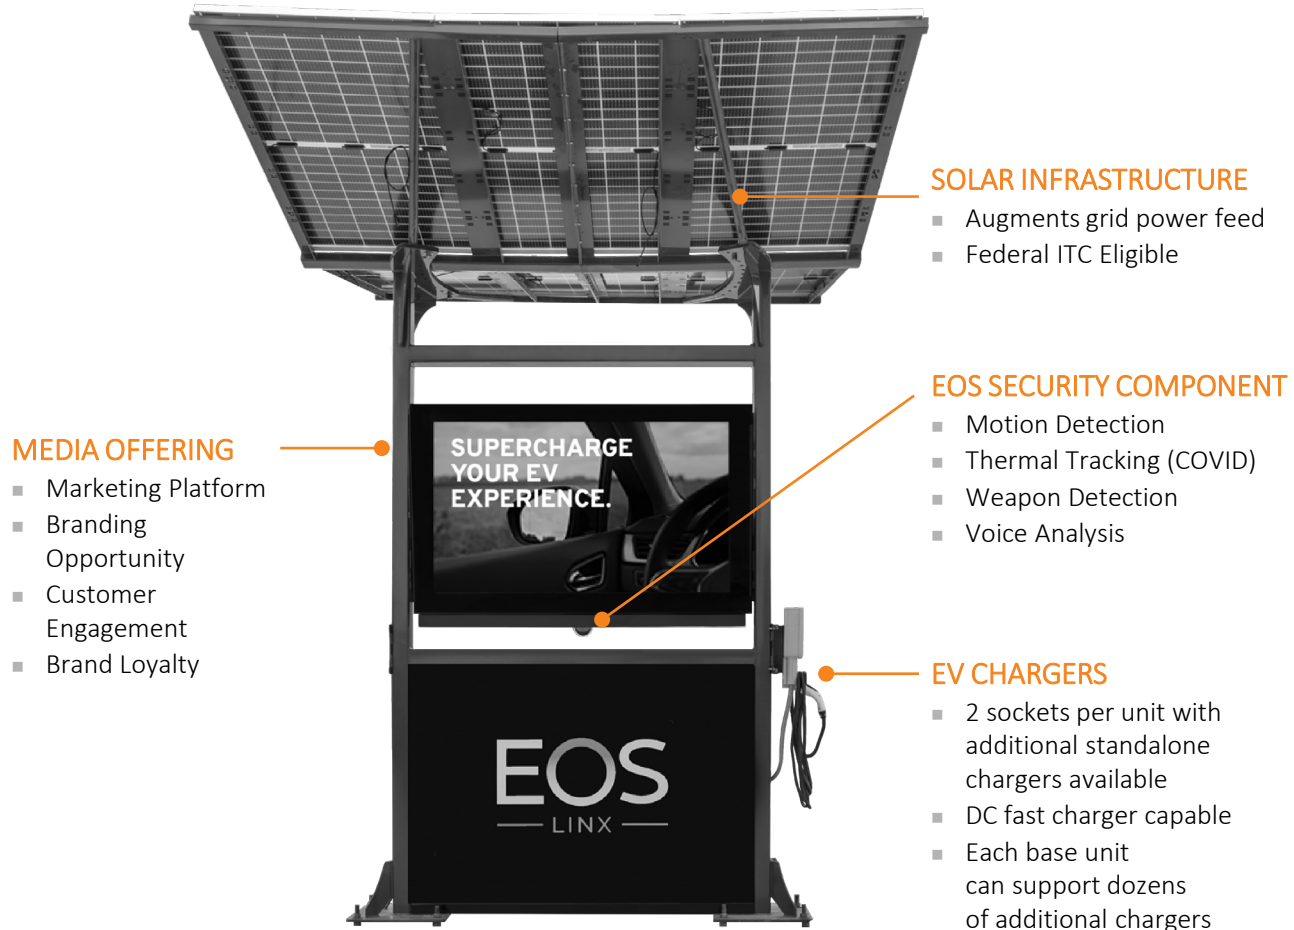 SOLAR INFRASTRUCTURE
Augments grid power feed
Federal ITC Eligible
EOS SECURITY COMPONENT
Motion Detection
Thermal Tracking (COVID)
Weapon Detection
Voice Analysis
MEDIA OFFERING
Marketing Platform
Branding
Opportunity
Customer
Engagement
Brand Loyalty
SUPERCHARGE
YOUR EV
EXPERIENCE.
EV CHARGERS
2 sockets per unit with
additional standalone
chargers available
DC fast charger capable
Each base unit
can support dozens
of additional chargers
EOS
LINX